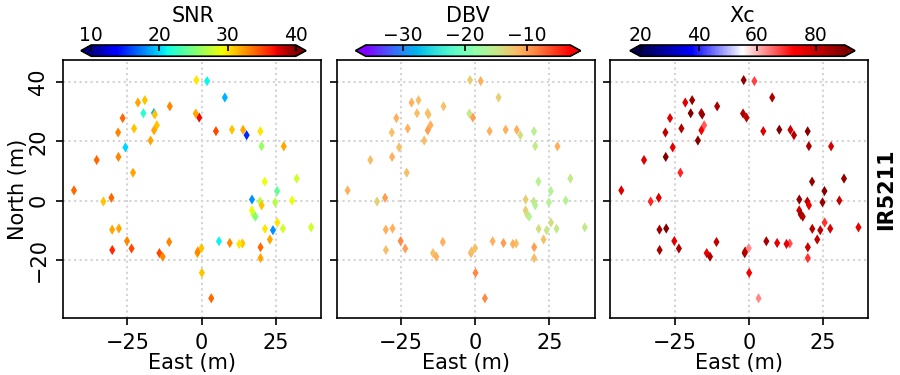 SNR DBV Xc
10 20 30 40 −30 −20 −10 20 40 60 80
40
20
0
−20
North (m)
−25 0 25 −25 0 25 −25 0 25
East (m) East (m) East (m)
IR5211